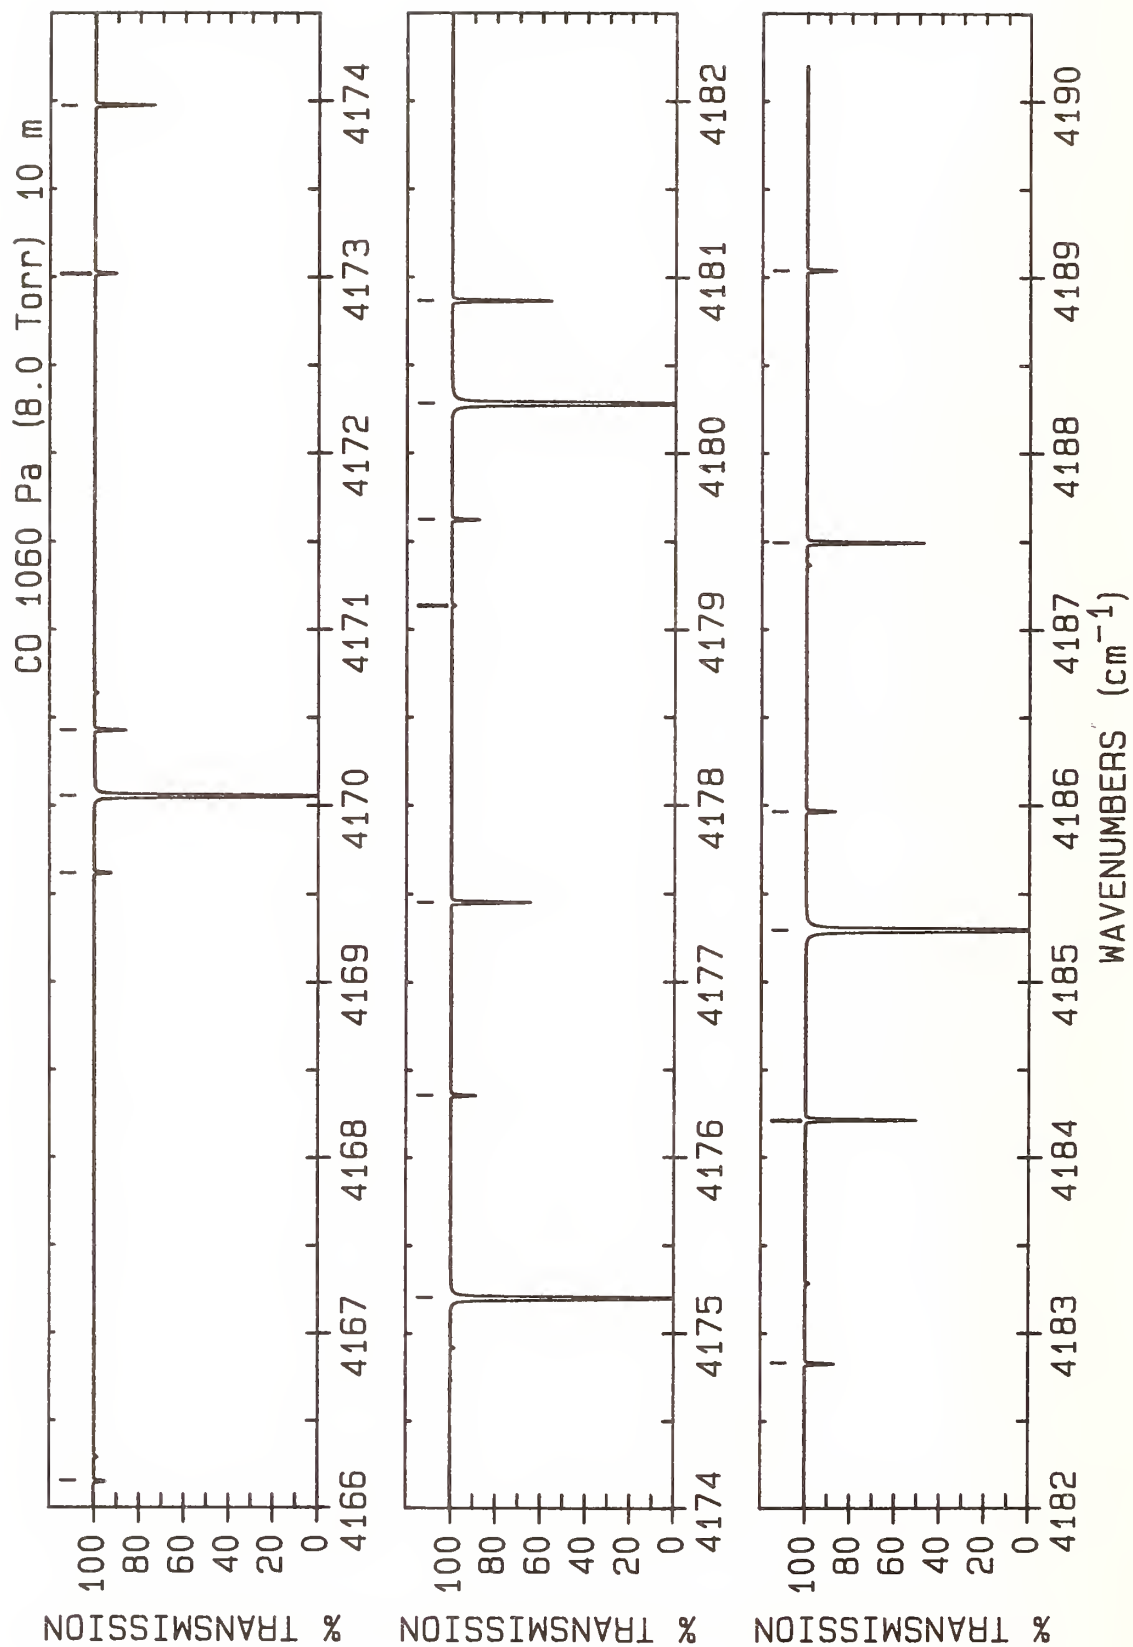 CO 1060 Pa (8.0 Torr) 10 m
% TRANSMISSION
100
80
60
40
20
0
4166 4167 4168 4169 4170 4171 4172 4173 4174
% TRANSMISSION
100
80
60
40
20
0
4174 4175 4176 4177 4178 4179 4180 4181 4182
% TRANSMISSION
100
80
60
40
20
0
4182 4183 4184 4185 4186 4187 4188 4189 4190
WAVENUMBERS (cm⁻¹)